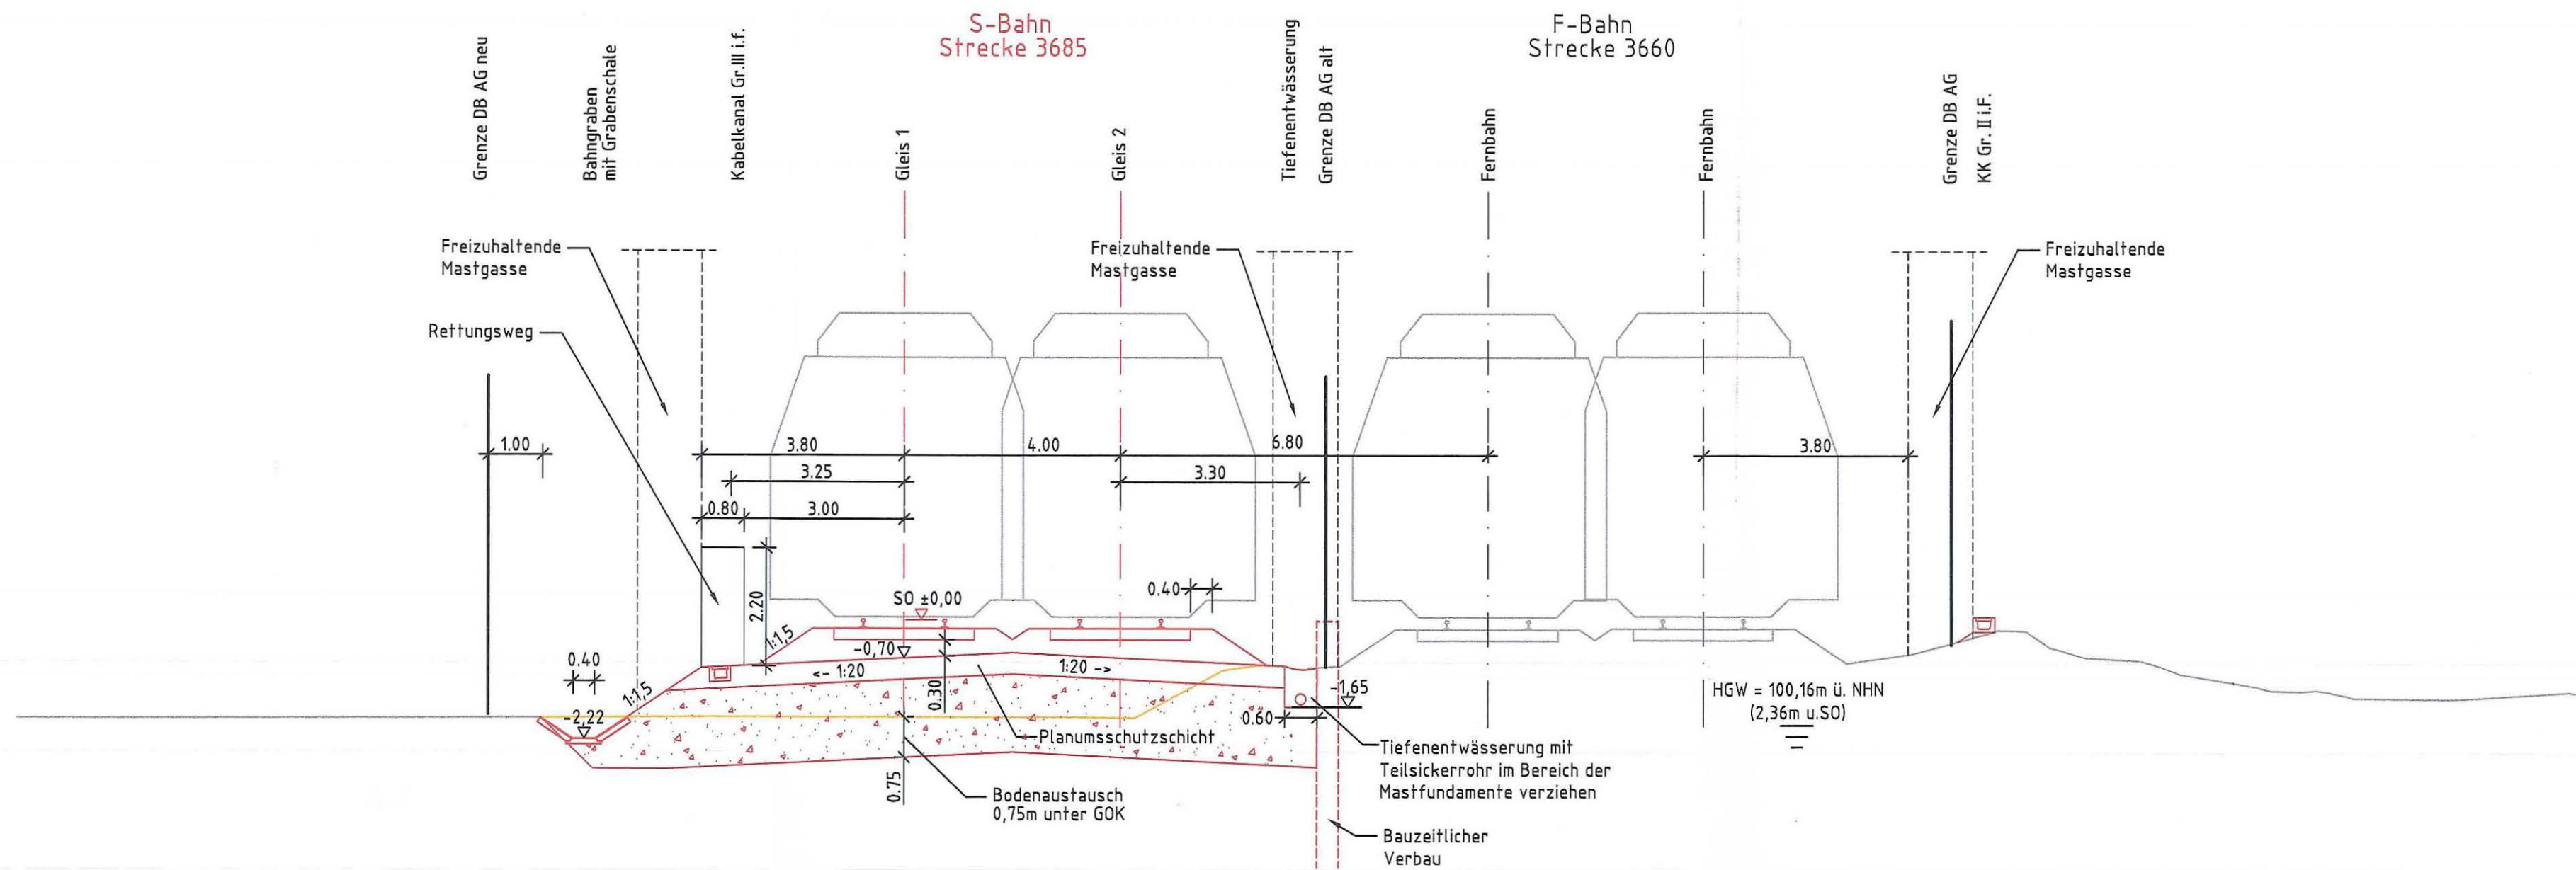 S-Bahn
Strecke 3685
F-Bahn
Strecke 3660
Grenze DB AG neu
Bahngraben
mit Grabenschale
Kabelkanal Gr.III i.f.
Gleis 1
Gleis 2
Tiefenentwässerung
Grenze DB AG alt
Fernbahn
Fernbahn
Grenze DB AG
KK Gr. II i.F.
Freizuhaltende
Mastgasse
Freizuhaltende
Mastgasse
Freizuhaltende
Mastgasse
Rettungsweg
1.00
3.80
4.00
6.80
3.80
3.25
3.30
0.80
3.00
2.20
0.40
SO ±0,00
1:1,5
-0,70
<- 1:20
1:20 ->
0.30
0.40
1:1,5
-2,22
-1,65
0.60
HGW = 100,16m ü. NHN
(2,36m u.SO)
Planumsschutzschicht
Tiefenentwässerung mit
Teilsickerrohr im Bereich der
Mastfundamente verziehen
0.75
Bodenaustausch
0,75m unter GOK
Bauzeitlicher
Verbau